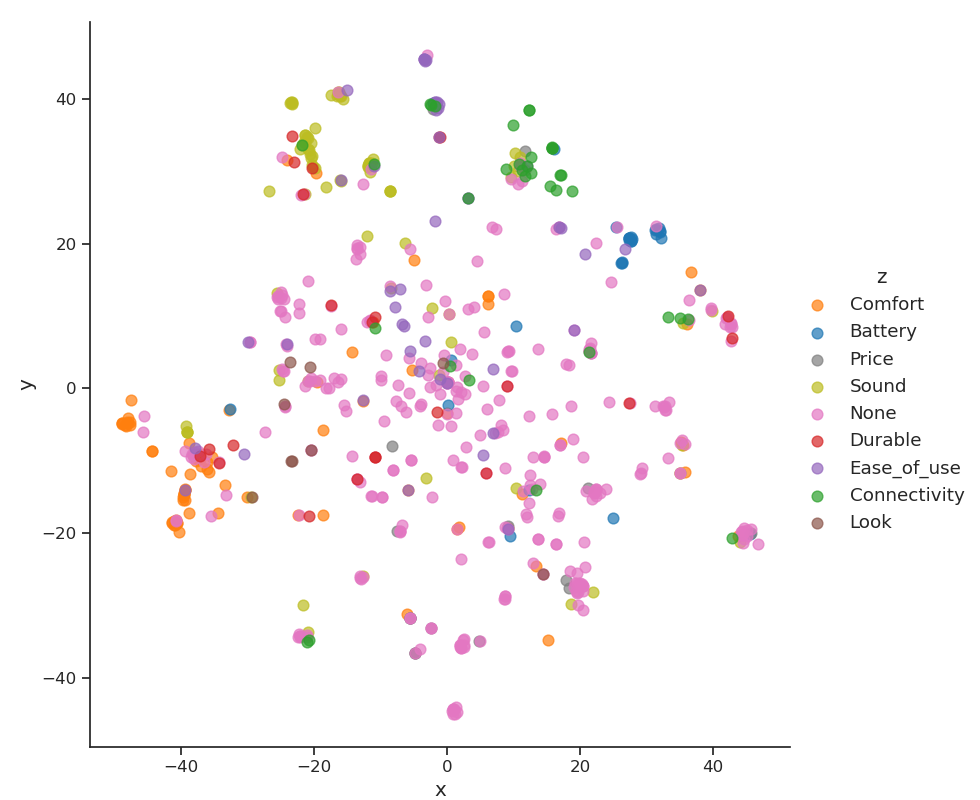 40
20
0
−20
−40
y
−40 −20 0 20 40
x
z
Comfort
Battery
Price
Sound
None
Durable
Ease_of_use
Connectivity
Look